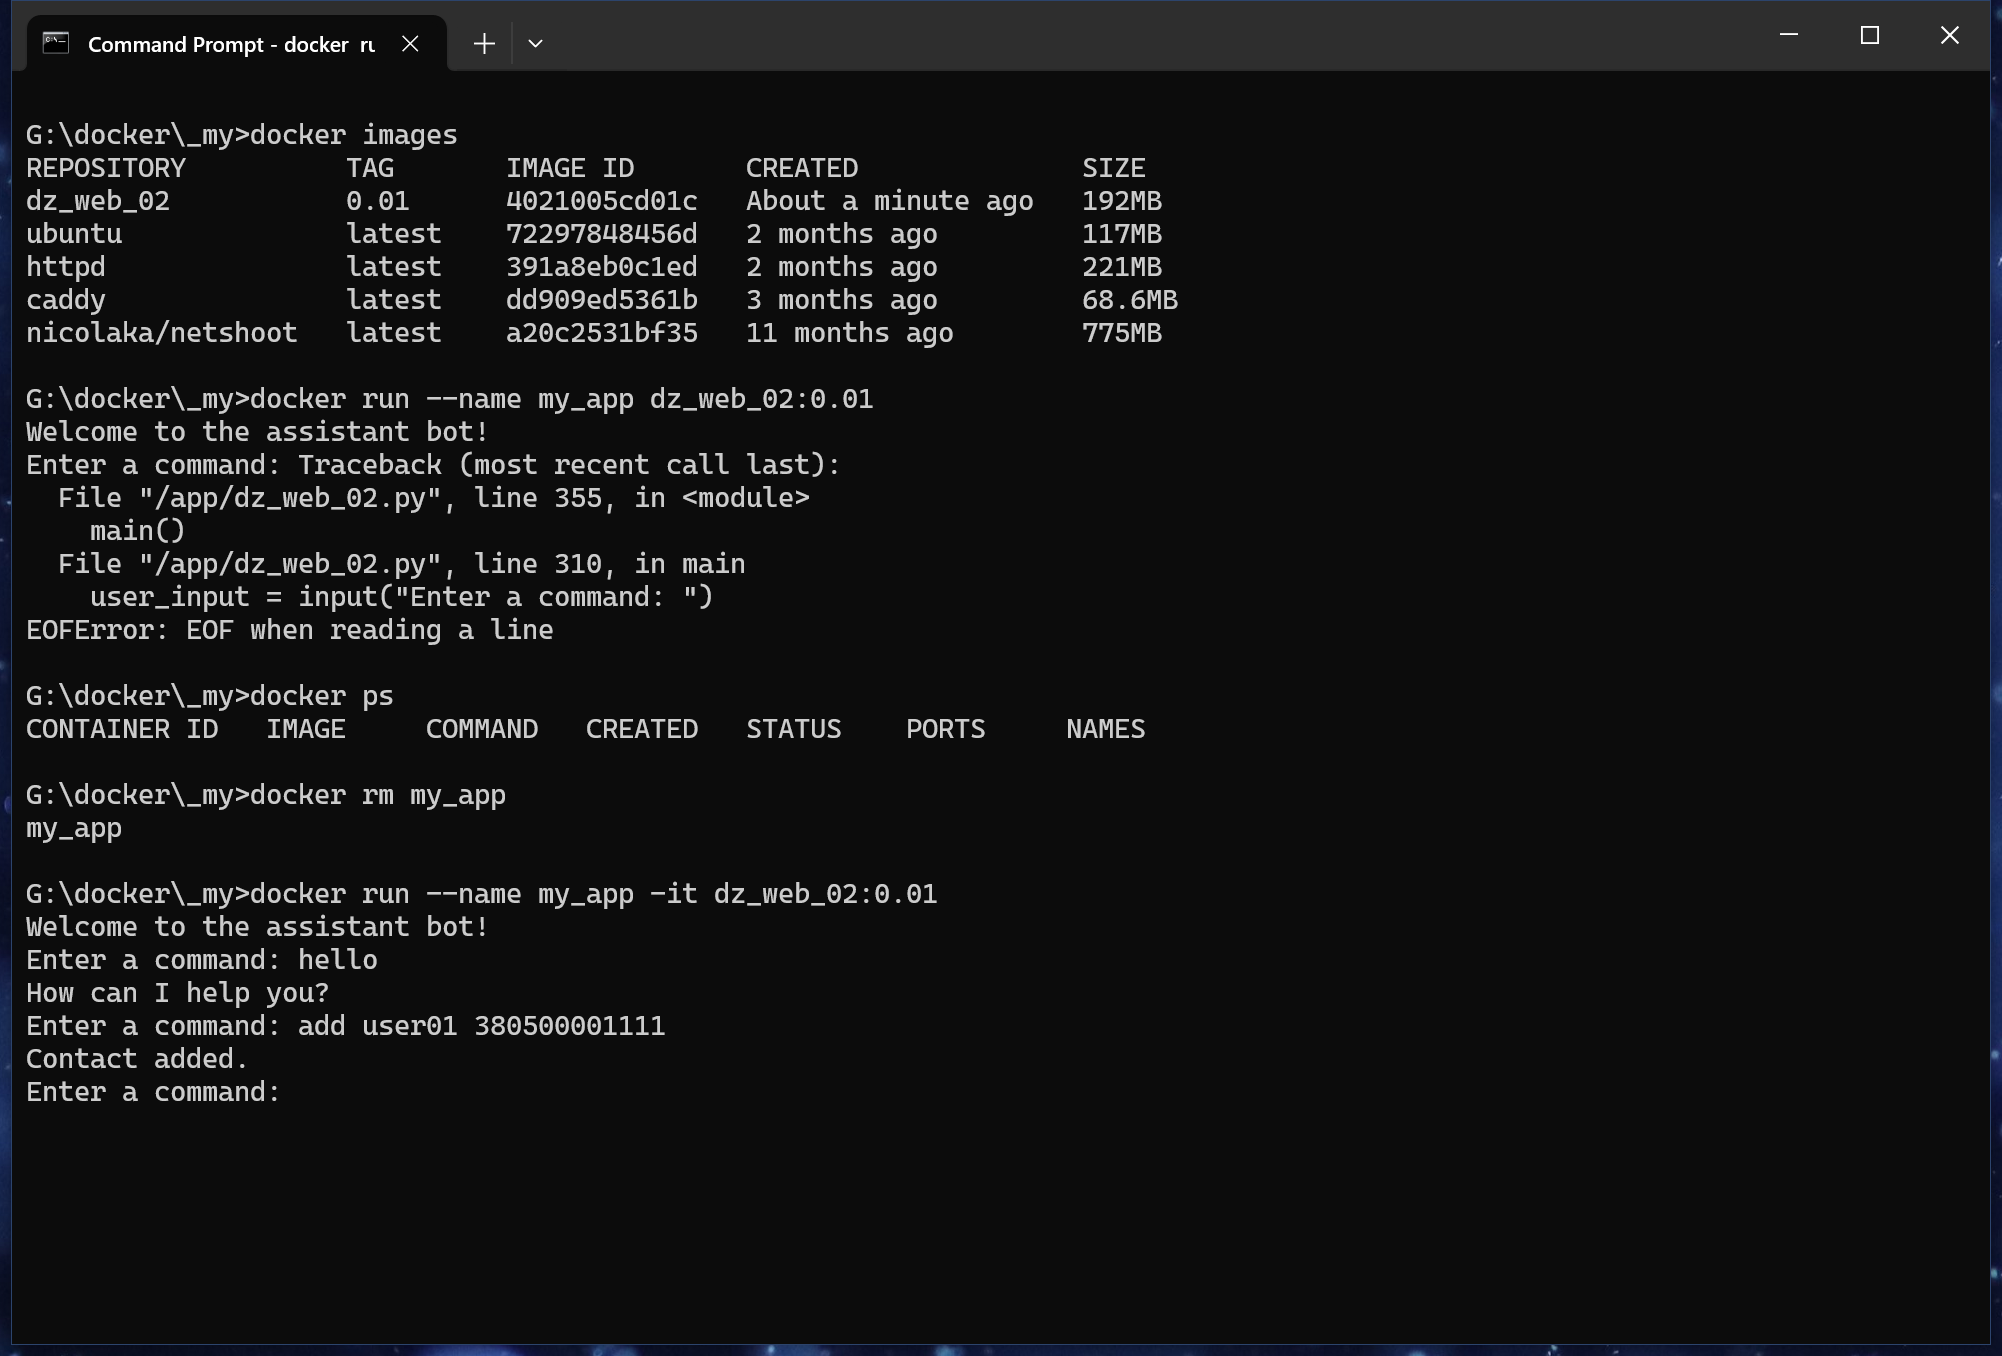 Command Prompt - docker ru
G:\docker\_my>docker images
REPOSITORY          TAG       IMAGE ID       CREATED              SIZE
dz_web_02           0.01      4021005cd01c   About a minute ago   192MB
ubuntu              latest    72297848456d   2 months ago         117MB
httpd               latest    391a8eb0c1ed   2 months ago         221MB
caddy               latest    dd909ed5361b   3 months ago         68.6MB
nicolaka/netshoot   latest    a20c2531bf35   11 months ago        775MB
G:\docker\_my>docker run --name my_app dz_web_02:0.01
Welcome to the assistant bot!
Enter a command: Traceback (most recent call last):
  File "/app/dz_web_02.py", line 355, in <module>
    main()
  File "/app/dz_web_02.py", line 310, in main
    user_input = input("Enter a command: ")
EOFError: EOF when reading a line
G:\docker\_my>docker ps
CONTAINER ID   IMAGE     COMMAND   CREATED   STATUS    PORTS     NAMES
G:\docker\_my>docker rm my_app
my_app
G:\docker\_my>docker run --name my_app -it dz_web_02:0.01
Welcome to the assistant bot!
Enter a command: hello
How can I help you?
Enter a command: add user01 380500001111
Contact added.
Enter a command: